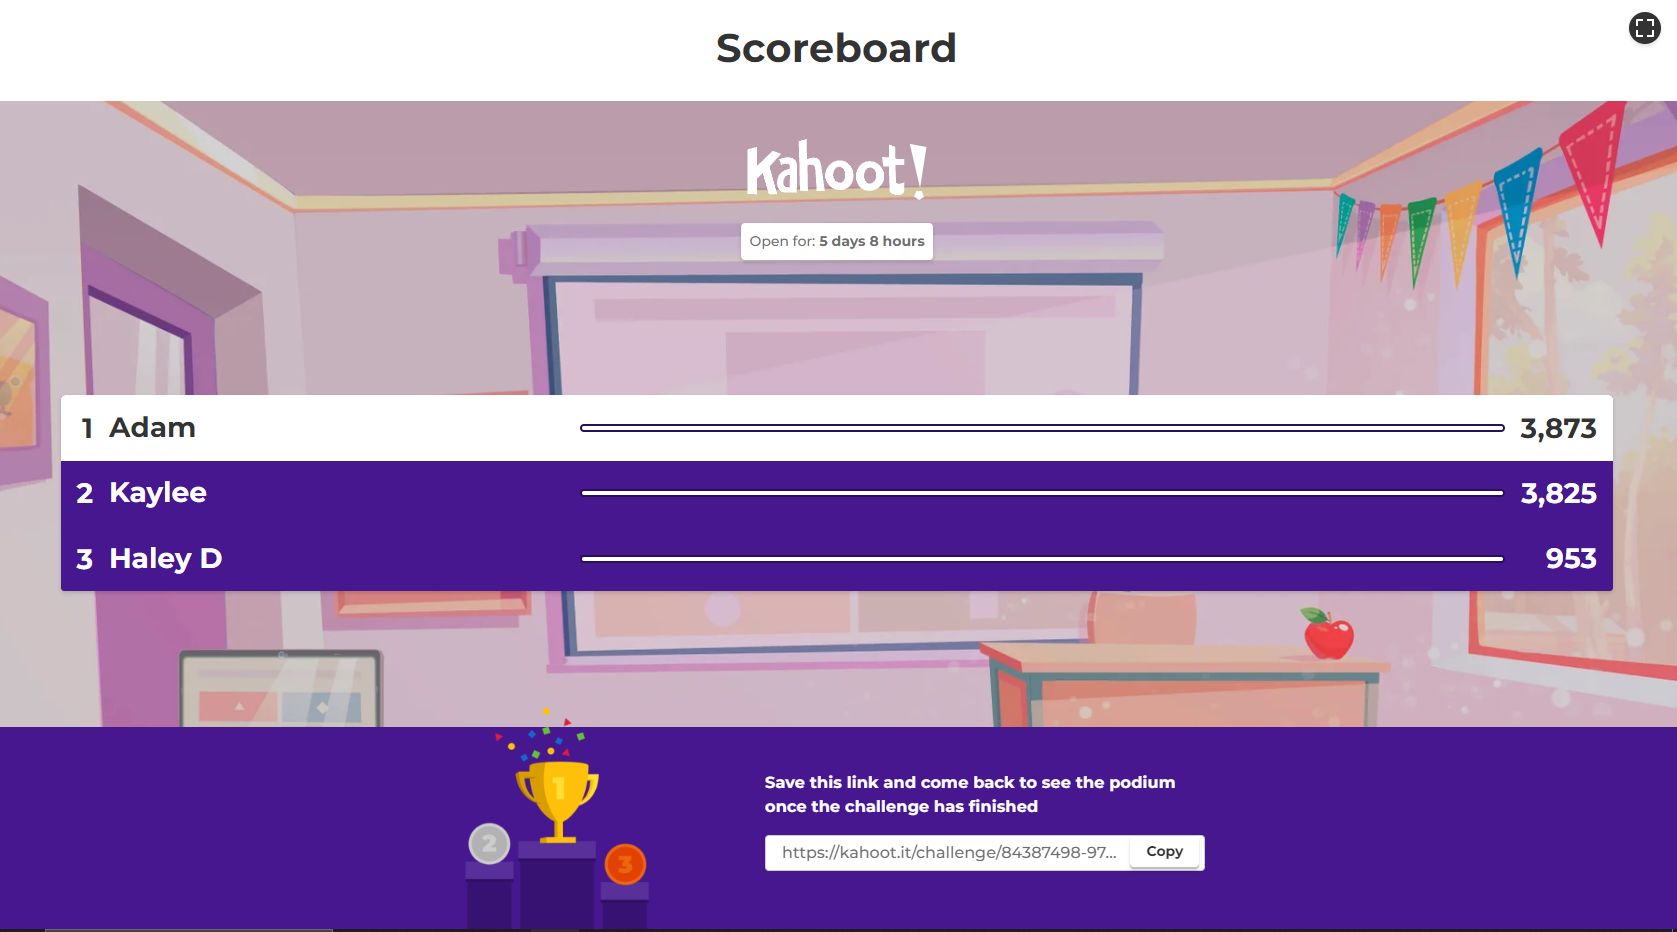 Scoreboard
Kahoot!
Open for: 5 days 8 hours
1 Adam 3,873
2 Kaylee 3,825
3 Haley D 953
1
2
3
Save this link and come back to see the podium
once the challenge has finished
https://kahoot.it/challenge/84387498-97... Copy